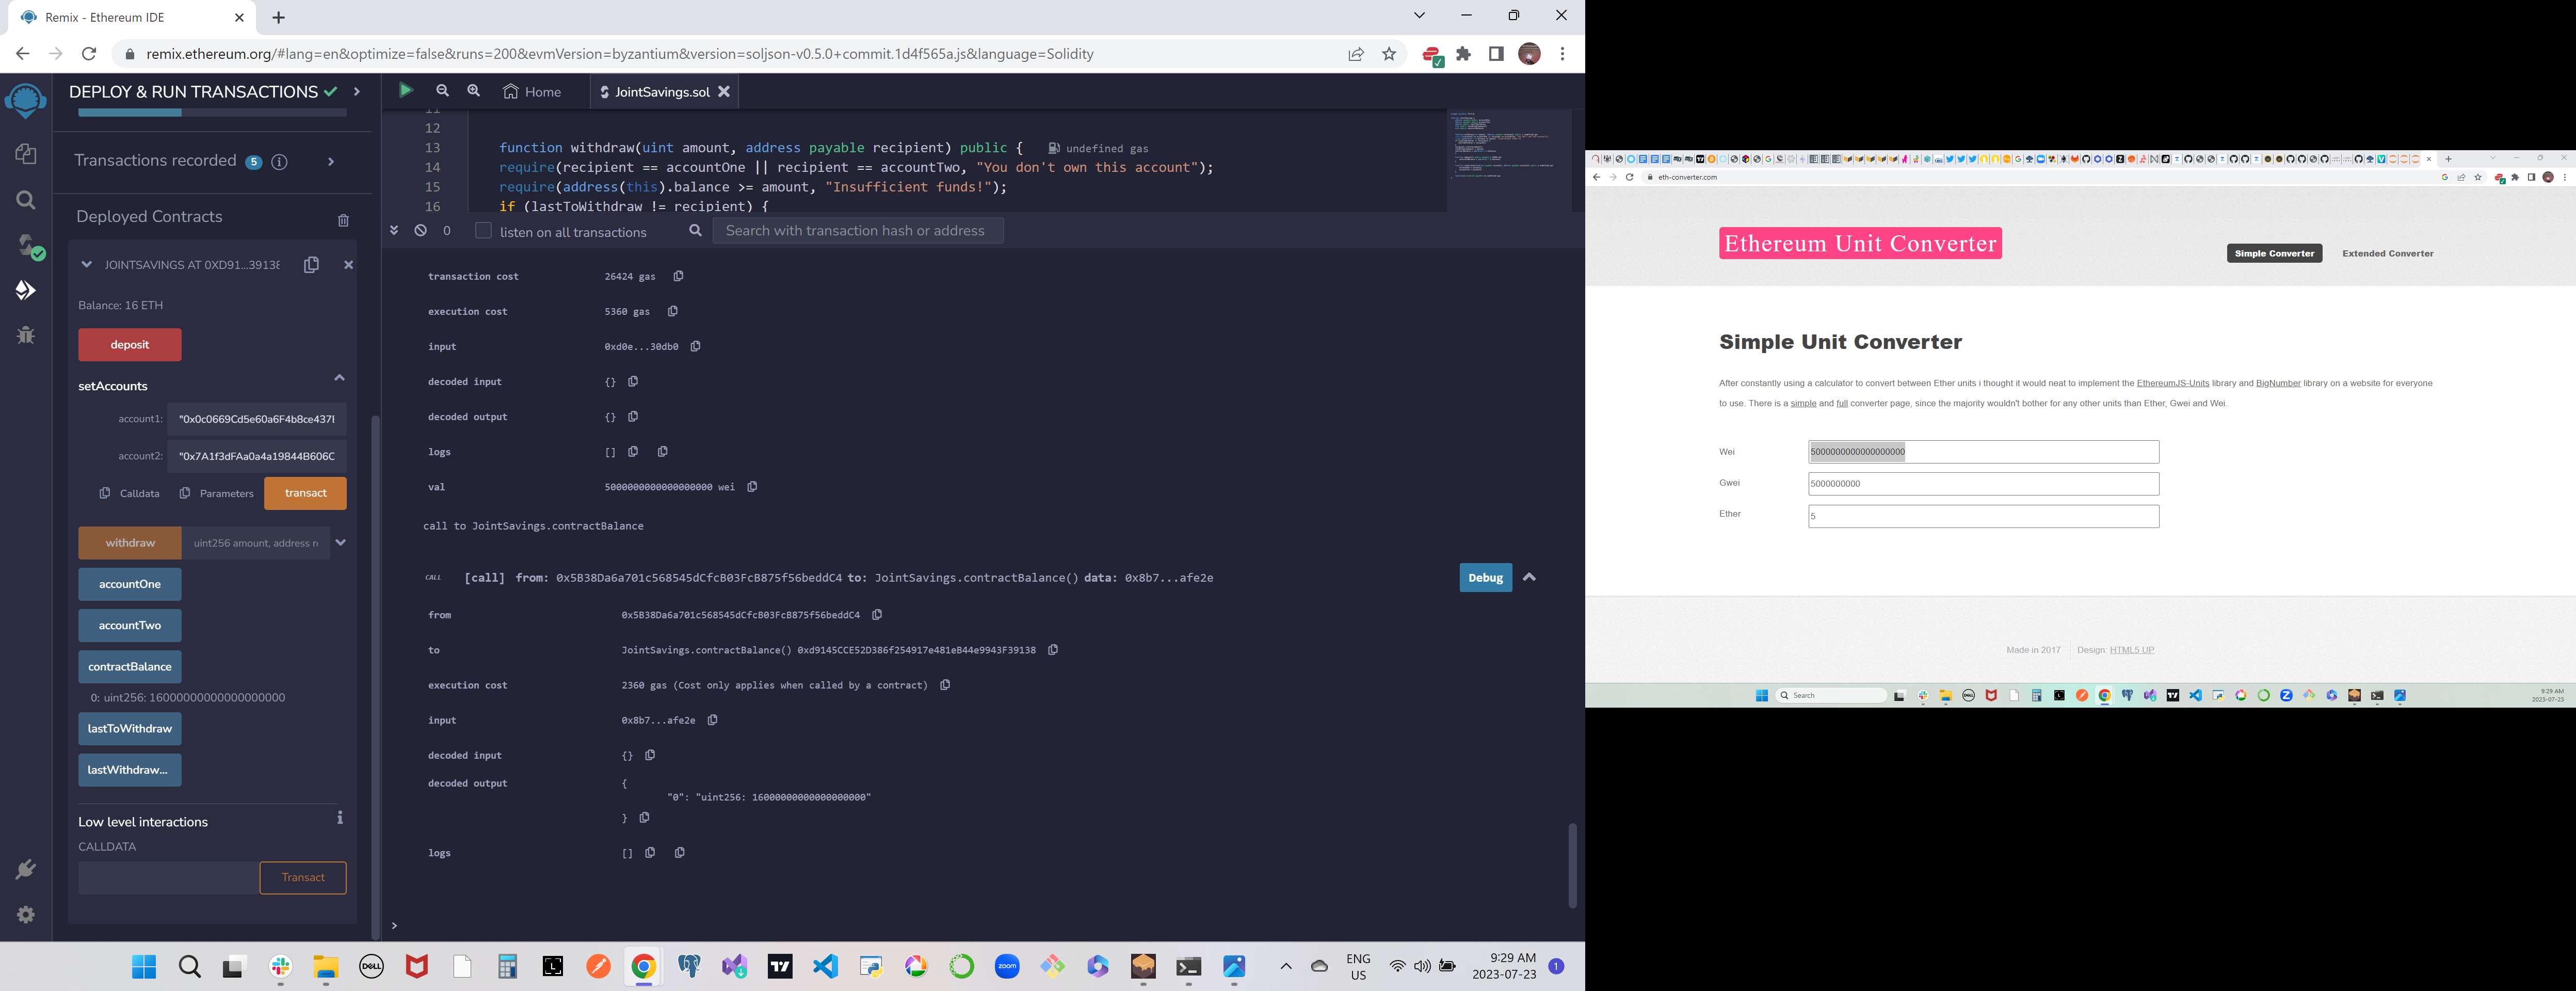 Remix - Ethereum IDE
remix.ethereum.org/#lang=en&optimize=false&runs=200&evmVersion=byzantium&version=soljson-v0.5.0+commit.1d4f565a.js&language=Solidity
DEPLOY & RUN TRANSACTIONS
Transactions recorded 5
Deployed Contracts
JOINTSAVINGS AT 0XD91...39138
Balance: 16 ETH
deposit
setAccounts
account1: "0x0c0669Cd5e60a6F4b8ce437
account2: "0x7A1f3dFAa0a4a19844B606C
Calldata Parameters transact
withdraw uint256 amount, address
accountOne
accountTwo
contractBalance
0: uint256: 16000000000000000000
lastToWithdraw
lastWithdraw...
Low level interactions
CALLDATA
Transact
Home
JointSavings.sol
11
12
13 function withdraw(uint amount, address payable recipient) public { undefined gas
14 require(recipient == accountOne || recipient == accountTwo, "You don't own this account");
15 require(address(this).balance >= amount, "Insufficient funds!");
16 if (lastToWithdraw != recipient) {
0 listen on all transactions Search with transaction hash or address
transaction cost 26424 gas
execution cost 5360 gas
input 0xd0e...30db0
decoded input {}
decoded output {}
logs []
val 5000000000000000000 wei
call to JointSavings.contractBalance
CALL [call] from: 0x5B38Da6a701c568545dCfcB03FcB875f56beddC4 to: JointSavings.contractBalance() data: 0x8b7...afe2e
Debug
from 0x5B38Da6a701c568545dCfcB03FcB875f56beddC4
to JointSavings.contractBalance() 0xd9145CCE52D386f254917e481eB44e9943F39138
execution cost 2360 gas (Cost only applies when called by a contract)
input 0x8b7...afe2e
decoded input {}
decoded output {
"0": "uint256: 16000000000000000000"
}
logs []
>
DELL
zoom
ENG
US
9:29 AM
2023-07-23
1
eth-converter.com
Ethereum Unit Converter
Simple Converter
Extended Converter
Simple Unit Converter
After constantly using a calculator to convert between Ether units i thought it would neat to implement the EthereumJS-Units library and BigNumber library on a website for everyone
to use. There is a simple and full converter page, since the majority wouldn't bother for any other units than Ether, Gwei and Wei.
Wei 5000000000000000000
Gwei 5000000000
Ether 5
Made in 2017 Design: HTML5 UP
Search
9:29 AM
2023-07-23